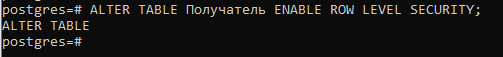 postgres=# ALTER TABLE Получатель ENABLE ROW LEVEL SECURITY;
ALTER TABLE
postgres=#